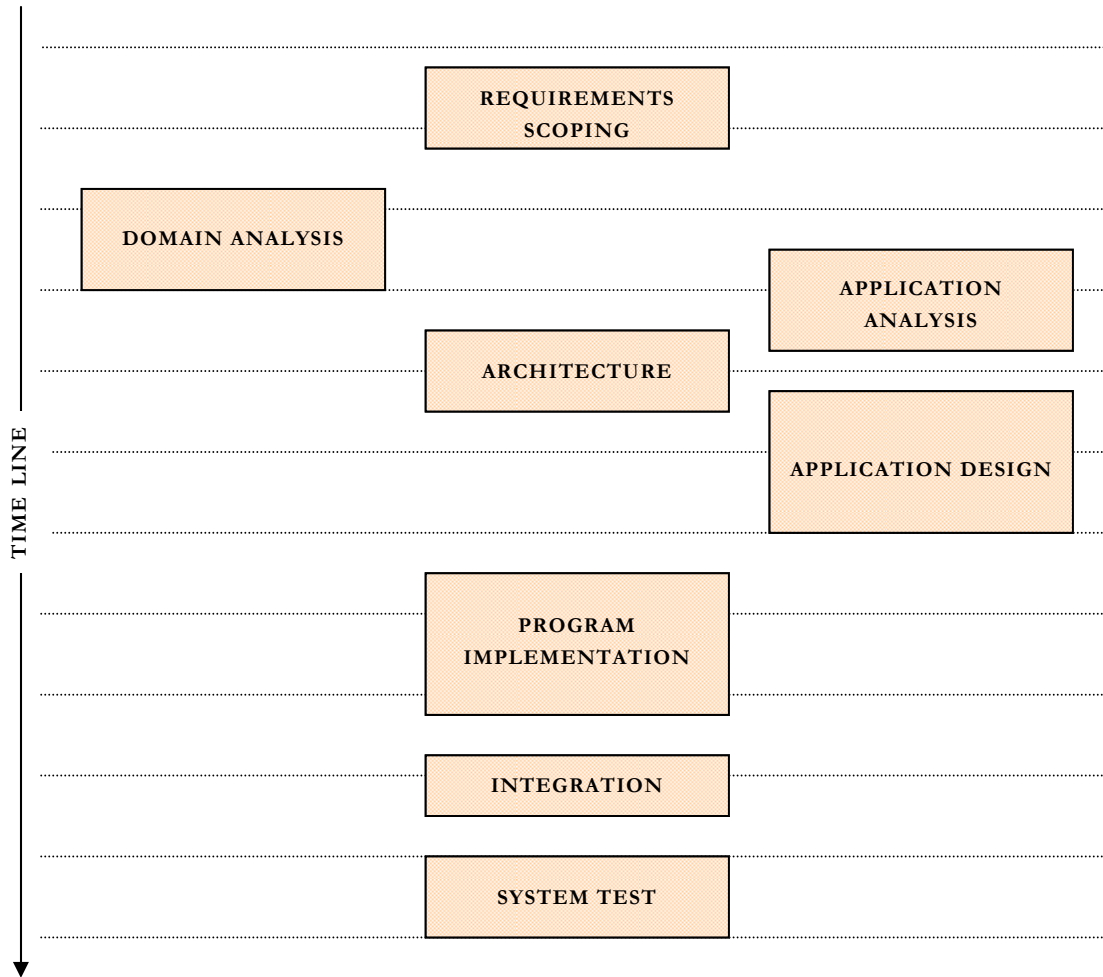 REQUIREMENTS
SCOPING
DOMAIN ANALYSIS
APPLICATION
ANALYSIS
ARCHITECTURE
TIME LINE
APPLICATION DESIGN
PROGRAM
IMPLEMENTATION
INTEGRATION
SYSTEM TEST